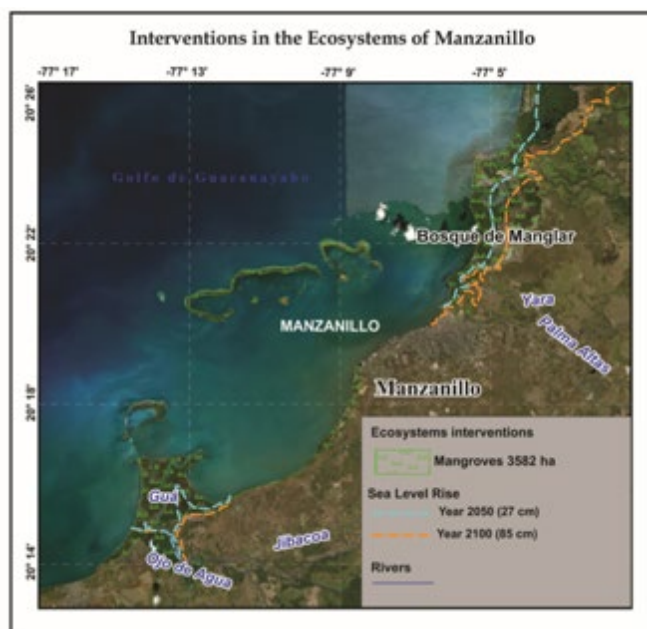 Interventions in the Ecosystems of Manzanillo
-77° 17'
-77° 13'
-77° 9'
-77° 5'
20° 26'
20° 22'
20° 18'
20° 14'
Golfo de Guacanayabo
Bosque de Manglar
Yara
Palma Altas
MANZANILLO
Manzanillo
Gua
Jibacoa
Ojo de Agua
Ecosystems interventions
Mangroves 3582 ha
Sea Level Rise
Year 2050 (27 cm)
Year 2100 (85 cm)
Rivers